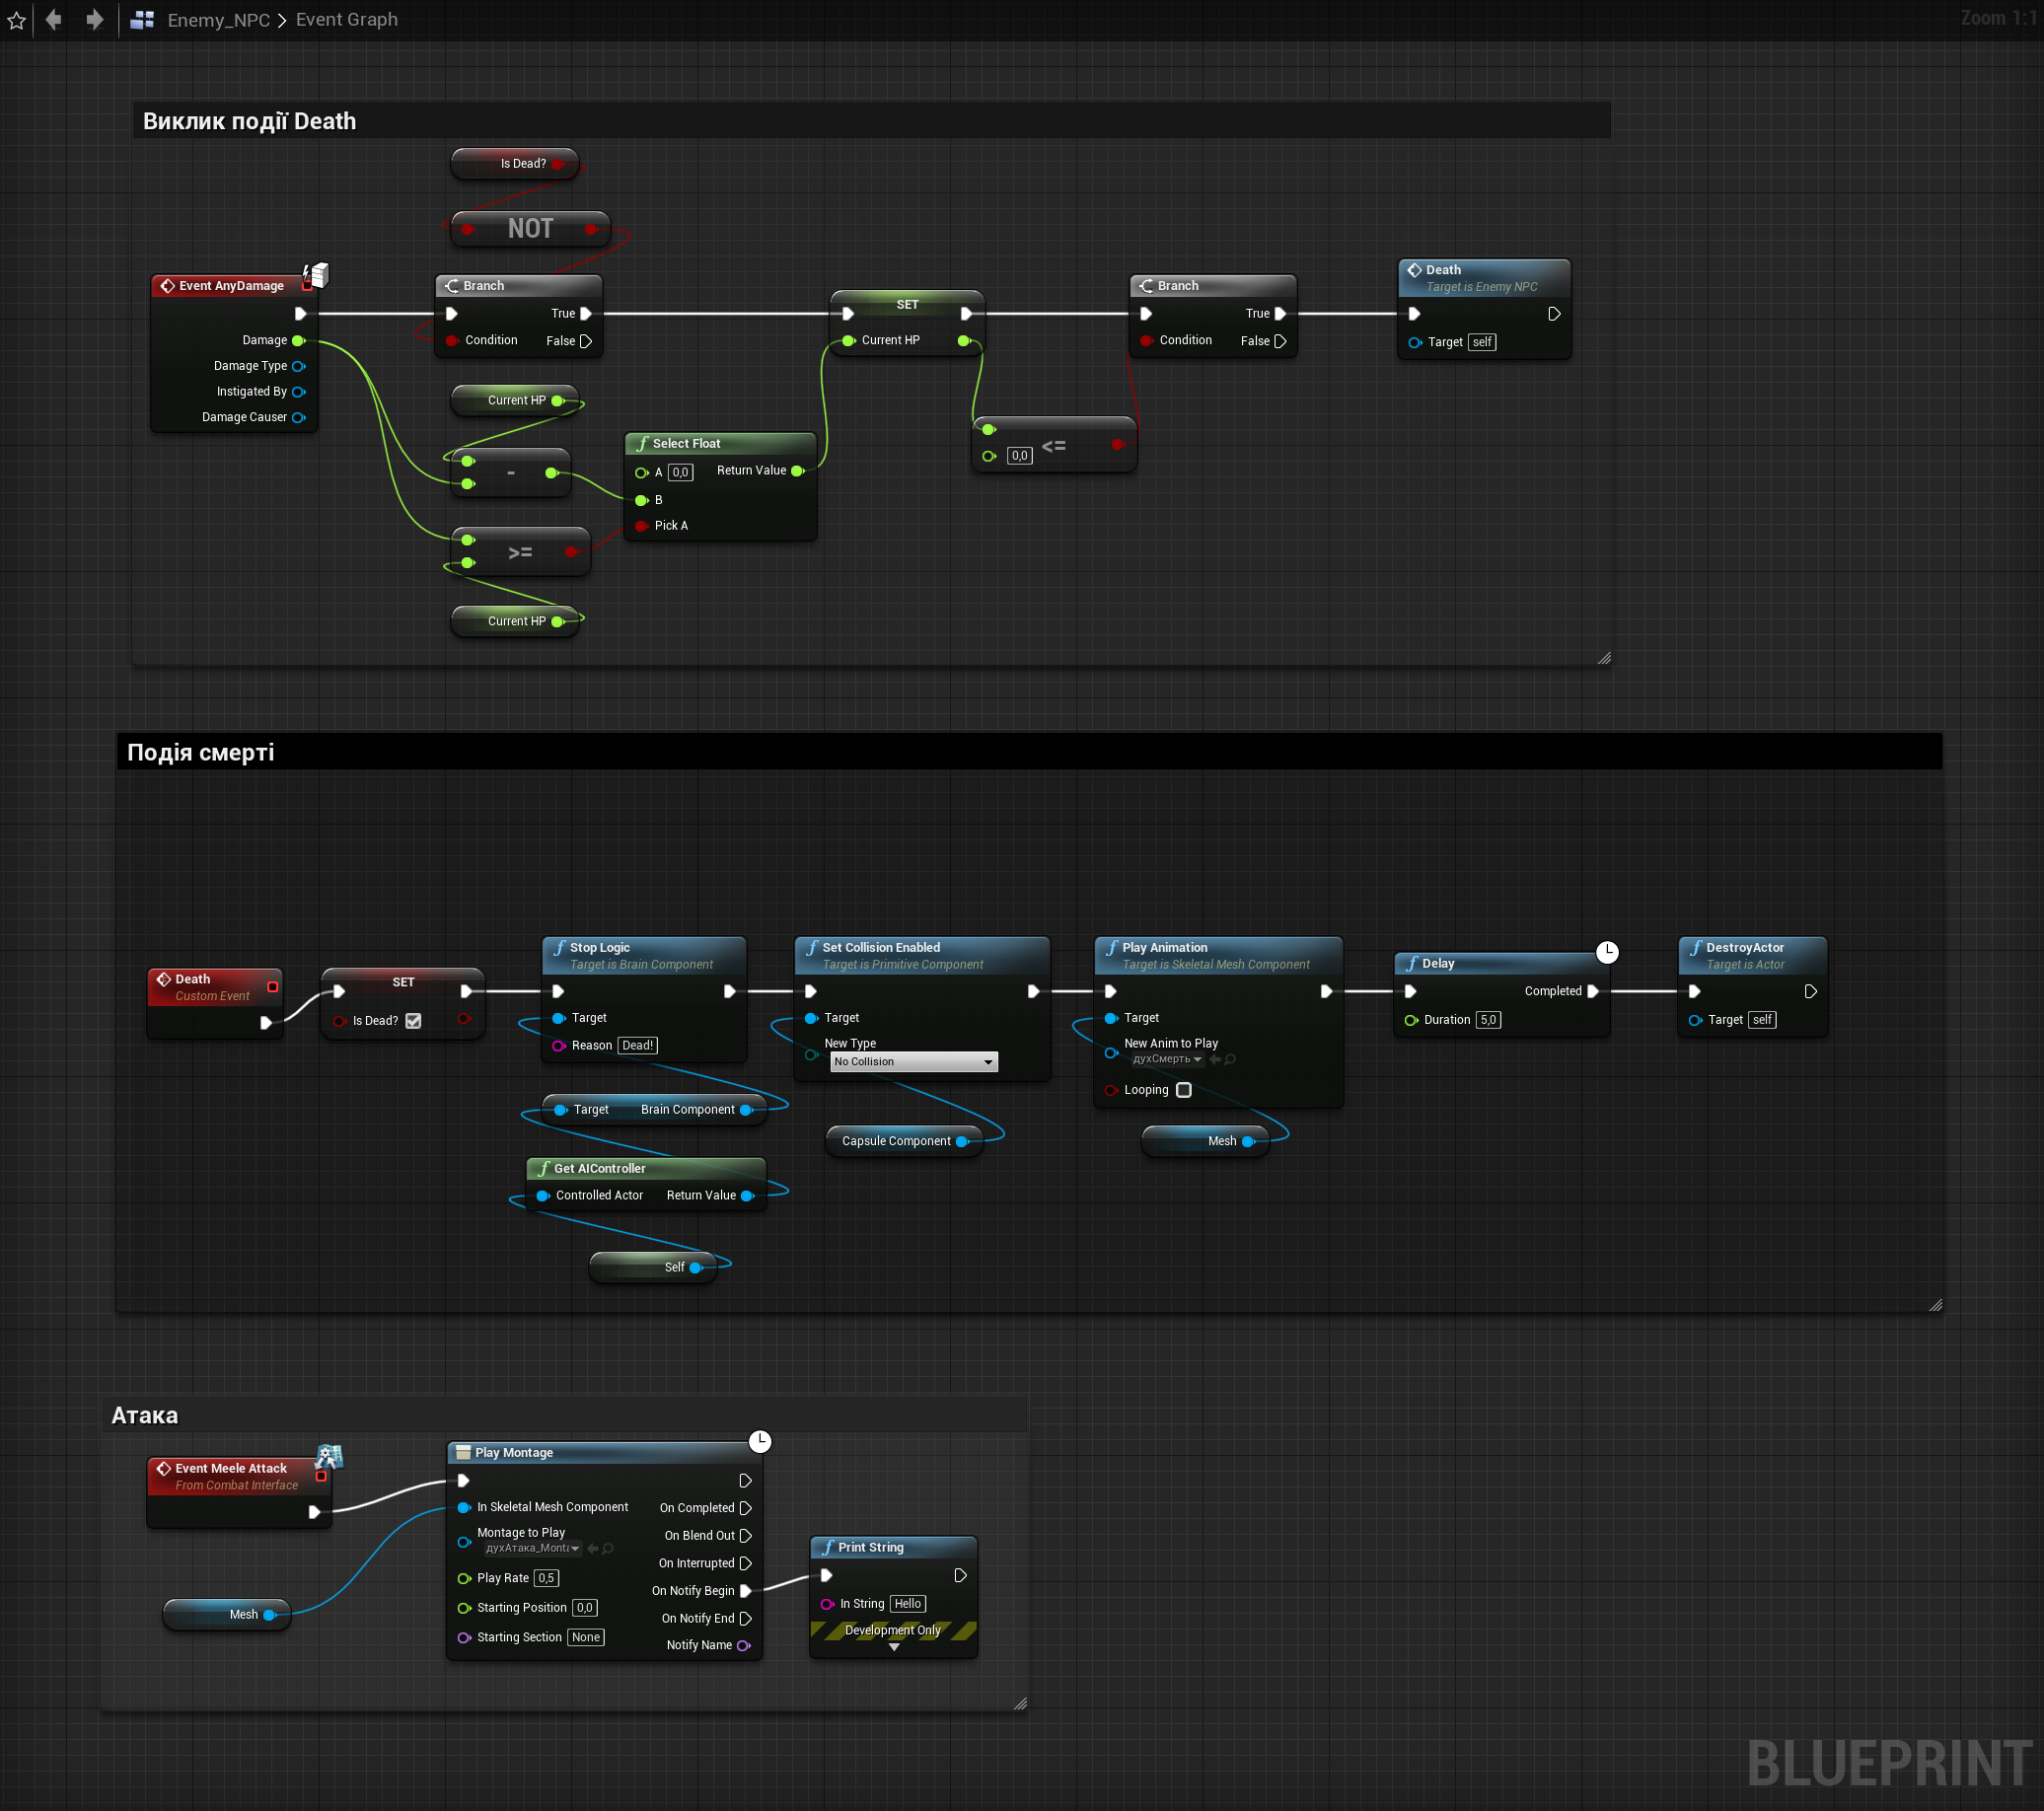 Enemy_NPC > Event Graph
Zoom 1:1
Виклик події Death
Is Dead?
NOT
Event AnyDamage
Damage
Damage Type
Instigated By
Damage Causer
Branch
True
Condition
False
Current HP
-
>=
Current HP
Select Float
A 0,0
Return Value
B
Pick A
SET
Current HP
0,0
<=
Branch
True
Condition
False
Death
Target is Enemy NPC
Target self
Подія смерті
Death
Custom Event
SET
Is Dead?
Stop Logic
Target is Brain Component
Target
Reason Dead!
Target Brain Component
Get AIController
Controlled Actor Return Value
Self
Set Collision Enabled
Target is Primitive Component
Target
New Type
No Collision
Capsule Component
Play Animation
Target is Skeletal Mesh Component
Target
New Anim to Play
духСмерть
Looping
Mesh
Delay
Completed
Duration 5,0
DestroyActor
Target is Actor
Target self
Атака
Event Meele Attack
From Combat Interface
Mesh
Play Montage
In Skeletal Mesh Component
Montage to Play
духАтака_Monta
Play Rate 0,5
Starting Position 0,0
Starting Section None
On Completed
On Blend Out
On Interrupted
On Notify Begin
On Notify End
Notify Name
Print String
In String Hello
Development Only
BLUEPRINT